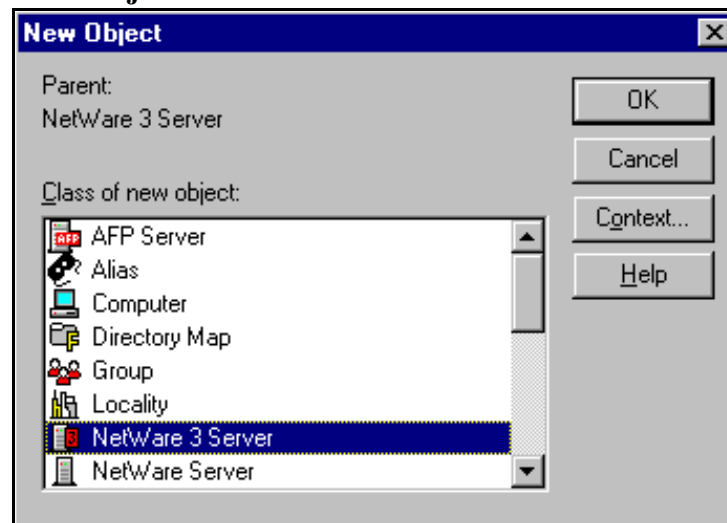 New Object
Parent:
NetWare 3 Server
Class of new object:
AFP Server
Alias
Computer
Directory Map
Group
Locality
NetWare 3 Server
NetWare Server
OK
Cancel
Context...
Help